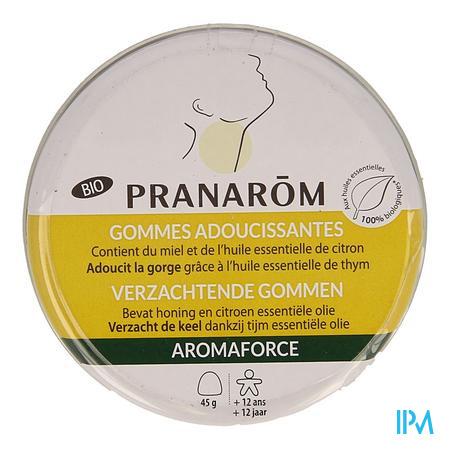 BIO
PRANARŌM
Aux huiles essentielles
100% biologiques*
GOMMES ADOUCISSANTES
Contient du miel et de l'huile essentielle de citron
Adoucit la gorge grâce à l'huile essentielle de thym
VERZACHTENDE GOMMEN
Bevat honing en citroen essentiële olie
Verzacht de keel dankzij tijm essentiële olie
AROMAFORCE
45 g
+ 12 ans
+ 12 jaar
IPM